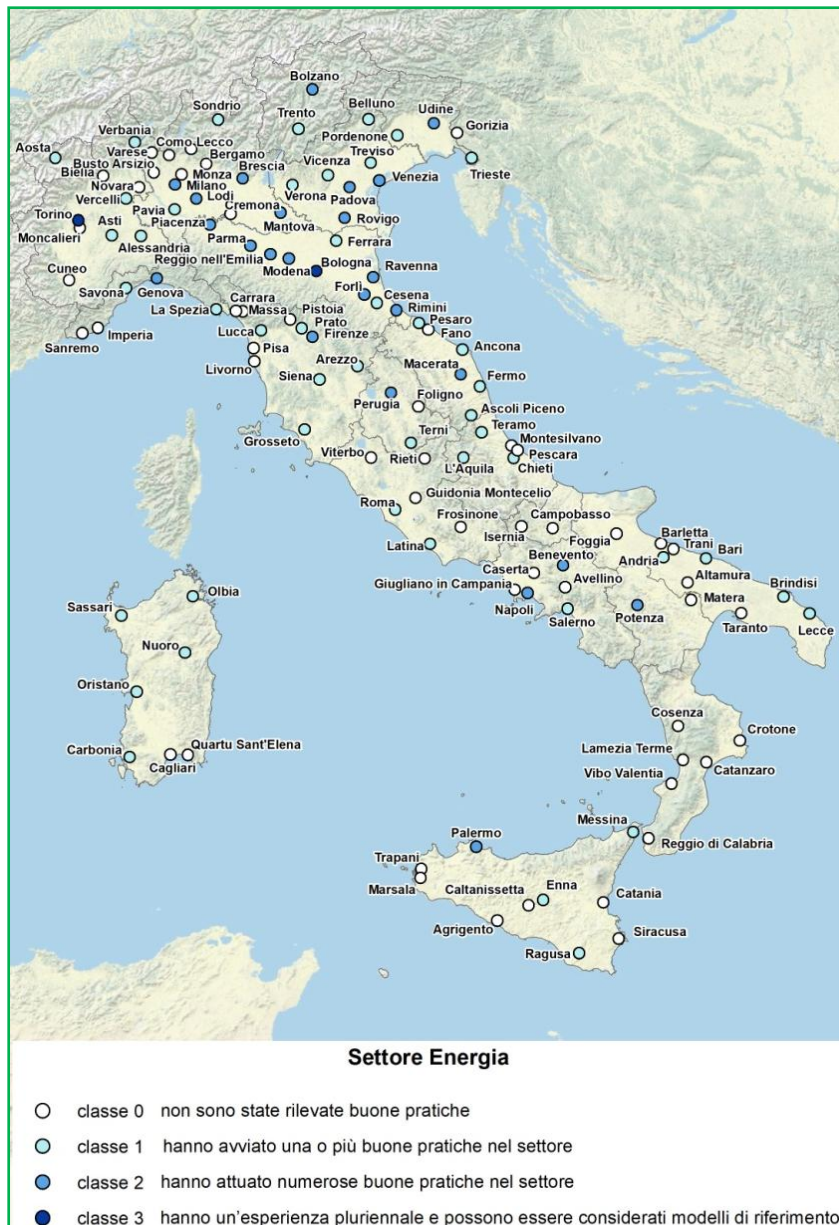 Bolzano
Sondrio
Belluno
Udine
Trento
Verbania
Pordenone
Gorizia
Como Lecco
Varese
Treviso
Aosta
Busto Arsizio
Bergamo
Vicenza
Biella
Monza
Brescia
Venezia
Trieste
Novara
Milano
Verona
Padova
Vercelli
Lodi
Cremona
Rovigo
Torino
Pavia
Mantova
Asti
Piacenza
Moncalieri
Parma
Ferrara
Alessandria
Reggio nell'Emilia
Bologna
Cuneo
Modena
Ravenna
Savona
Genova
Forlì
Cesena
Carrara
La Spezia
Massa
Pistoia
Rimini
Imperia
Lucca
Prato
Pesaro
Sanremo
Firenze
Fano
Pisa
Ancona
Livorno
Arezzo
Macerata
Siena
Foligno
Fermo
Perugia
Ascoli Piceno
Grosseto
Terni
Teramo
Montesilvano
Viterbo
Rieti
Pescara
L'Aquila
Chieti
Guidonia Montecelio
Roma
Frosinone
Campobasso
Isernia
Foggia
Barletta
Trani
Latina
Benevento
Andria
Bari
Caserta
Avellino
Altamura
Giugliano in Campania
Brindisi
Matera
Olbia
Sassari
Napoli
Salerno
Potenza
Taranto
Lecce
Nuoro
Oristano
Cosenza
Crotone
Quartu Sant'Elena
Carbonia
Lamezia Terme
Cagliari
Catanzaro
Vibo Valentia
Messina
Palermo
Reggio di Calabria
Trapani
Enna
Marsala
Caltanissetta
Catania
Agrigento
Siracusa
Ragusa
Settore Energia
classe 0 non sono state rilevate buone pratiche
classe 1 hanno avviato una o più buone pratiche nel settore
classe 2 hanno attuato numerose buone pratiche nel settore
classe 3 hanno un'esperienza pluriennale e possono essere considerati modelli di riferimento